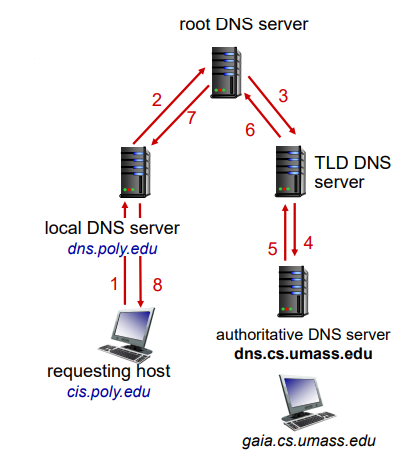 root DNS server
2
3
7
6
TLD DNS
server
local DNS server
dns.poly.edu
5
4
1
8
authoritative DNS server
dns.cs.umass.edu
requesting host
cis.poly.edu
gaia.cs.umass.edu